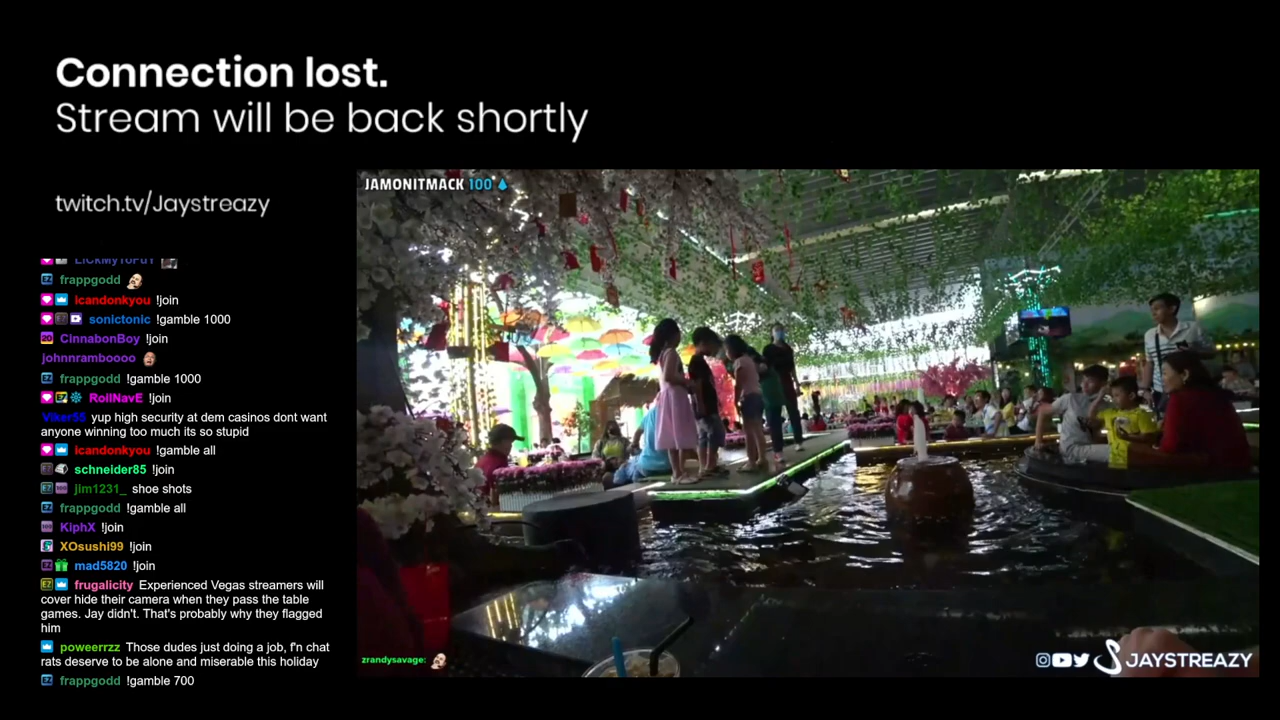 Connection lost.
Stream will be back shortly
twitch.tv/Jaystreazy
LiCkMyToFuY
frappgodd
icandonkyou !join
sonictonic !gamble 1000
CinnabonBoy !join
johnnramboooo
frappgodd !gamble 1000
RollNavE !join
Viker55 yup high security at dem casinos dont want
anyone winning too much its so stupid
icandonkyou !gamble all
schneider85 !join
jim1231_ shoe shots
frappgodd !gamble all
KiphX !join
XOsushi99 !join
mad5820 !join
frugalicity Experienced Vegas streamers will
cover hide their camera when they pass the table
games. Jay didn't. That's probably why they flagged
him
poweerrzz Those dudes just doing a job, f'n chat
rats deserve to be alone and miserable this holiday
frappgodd !gamble 700
JAMONITMACK 100
zrandysavage:
JAYSTREAZY